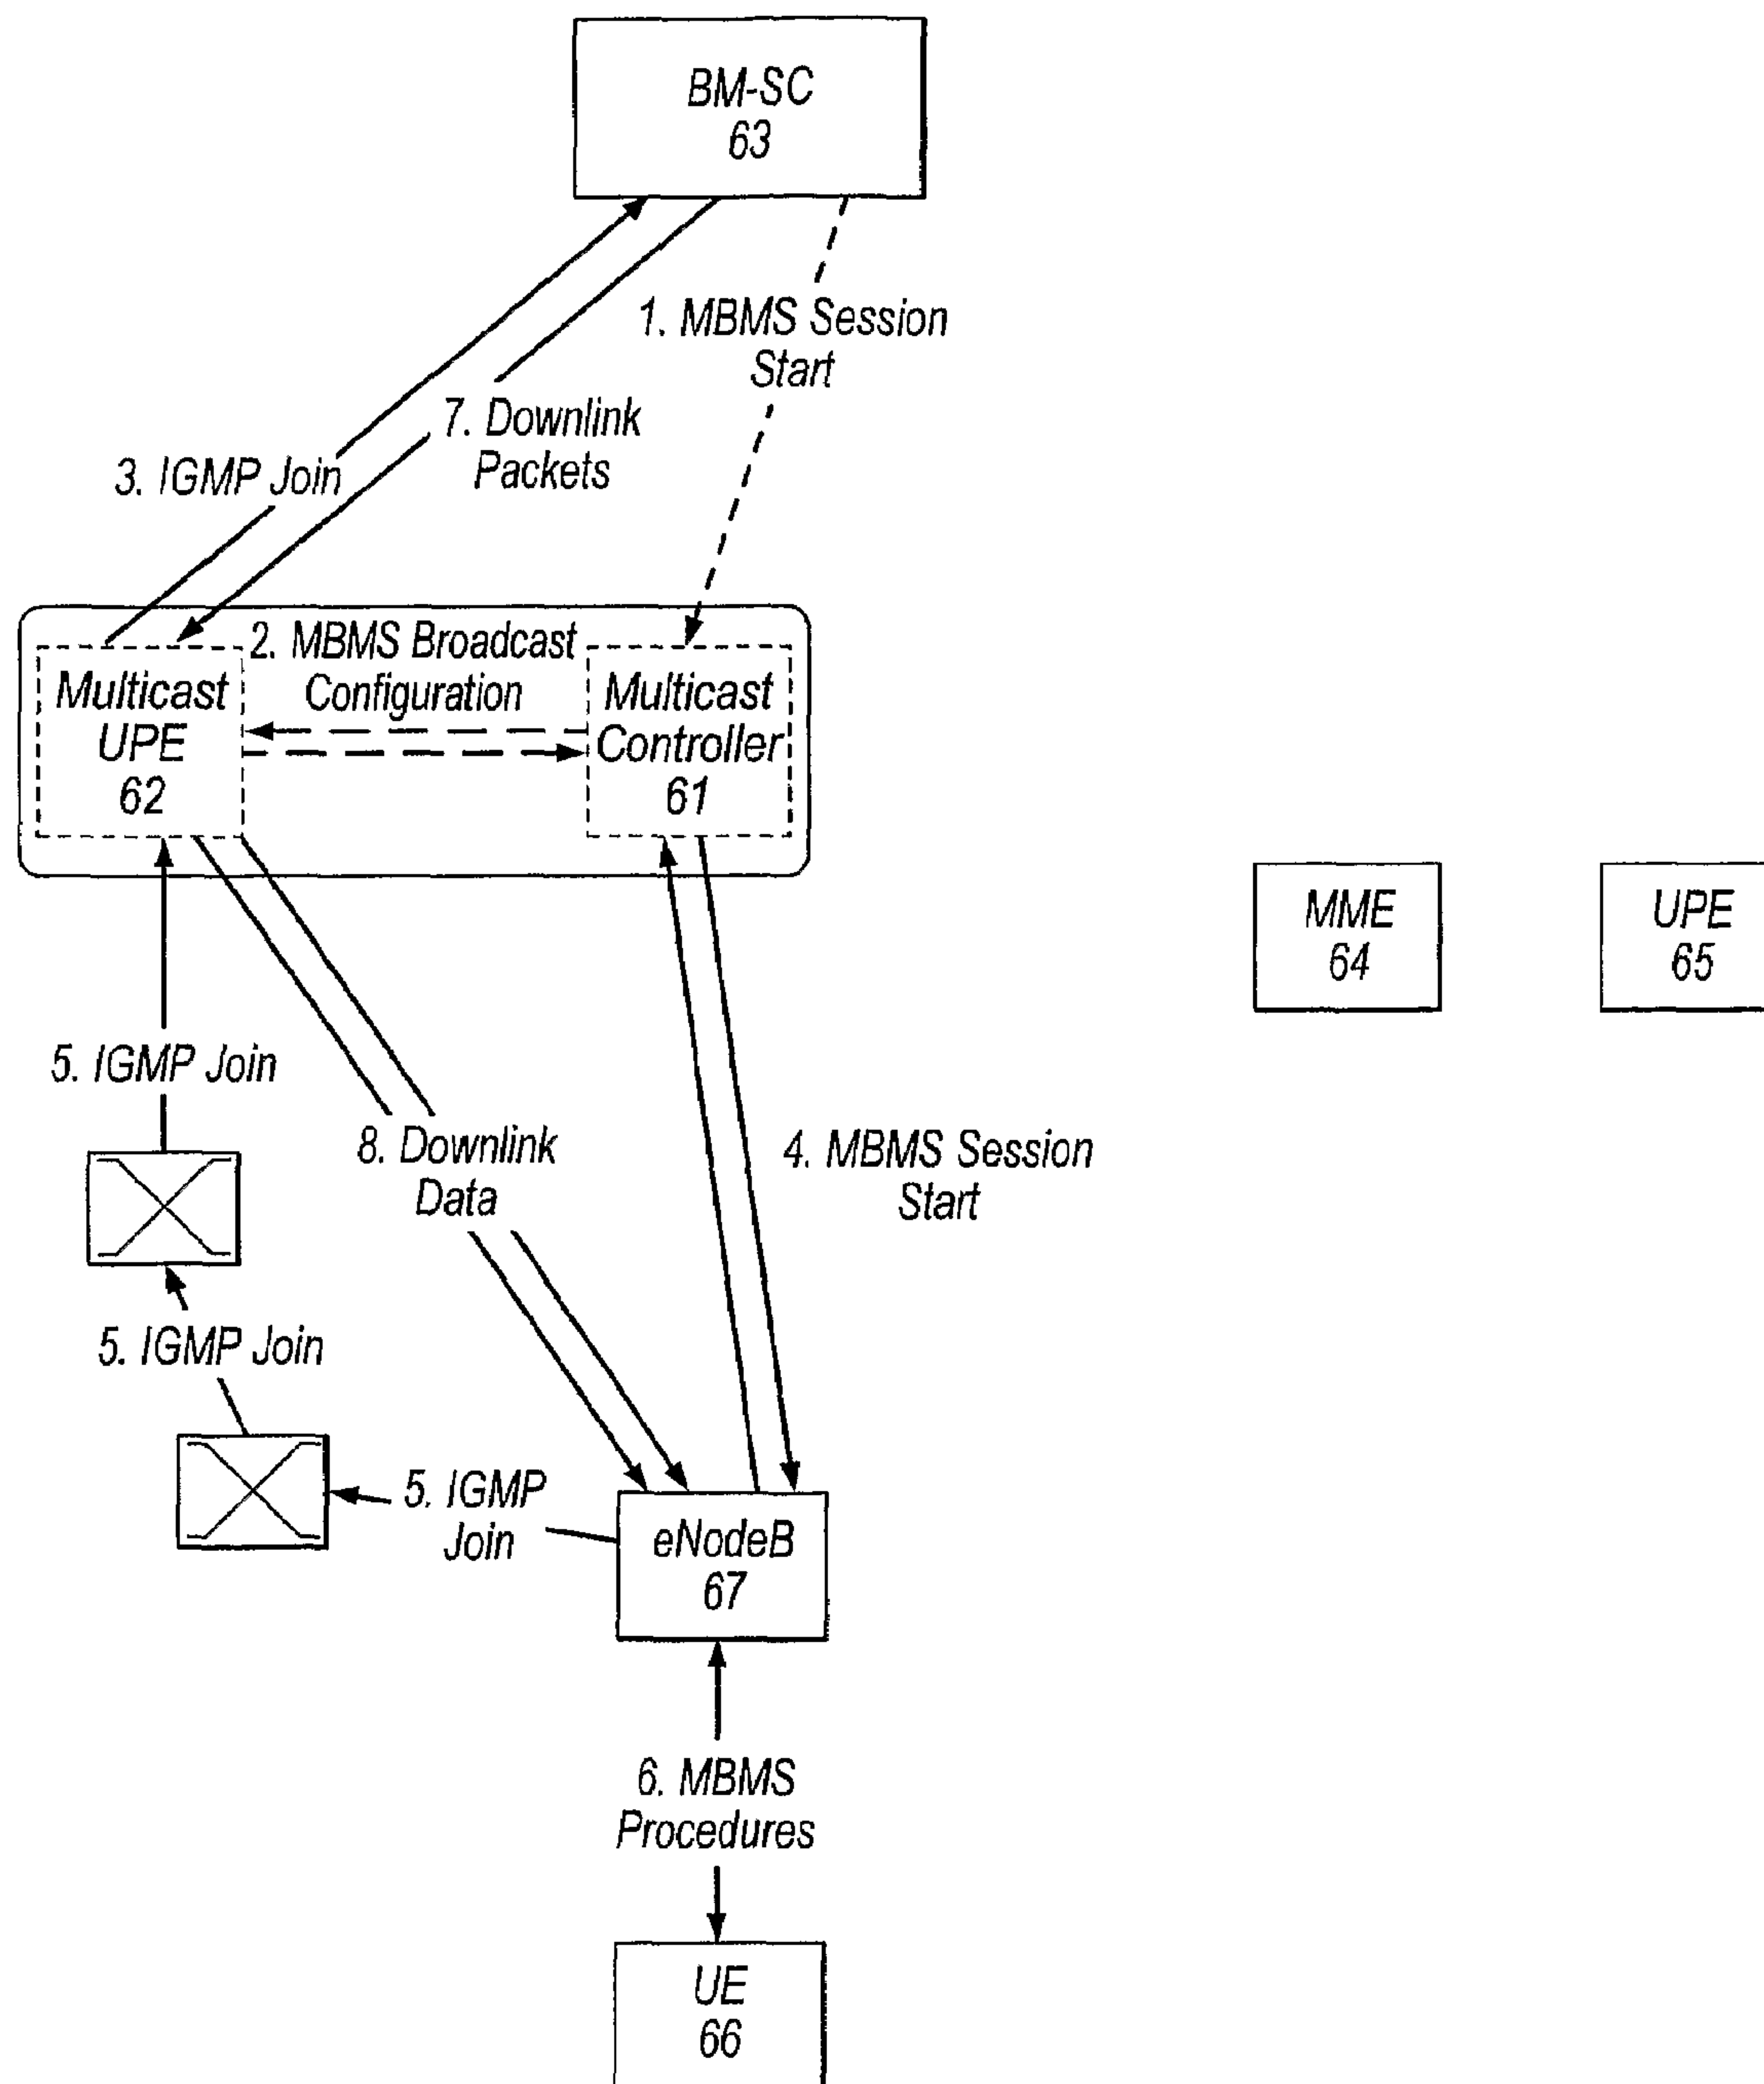 BM-SC
63
1. MBMS Session
Start
7. Downlink
Packets
3. IGMP Join
2. MBMS Broadcast
Configuration
Multicast
UPE
62
Multicast
Controller
61
MME
64
UPE
65
5. IGMP Join
8. Downlink
Data
4. MBMS Session
Start
5. IGMP Join
5. IGMP
Join
eNodeB
67
6. MBMS
Procedures
UE
66